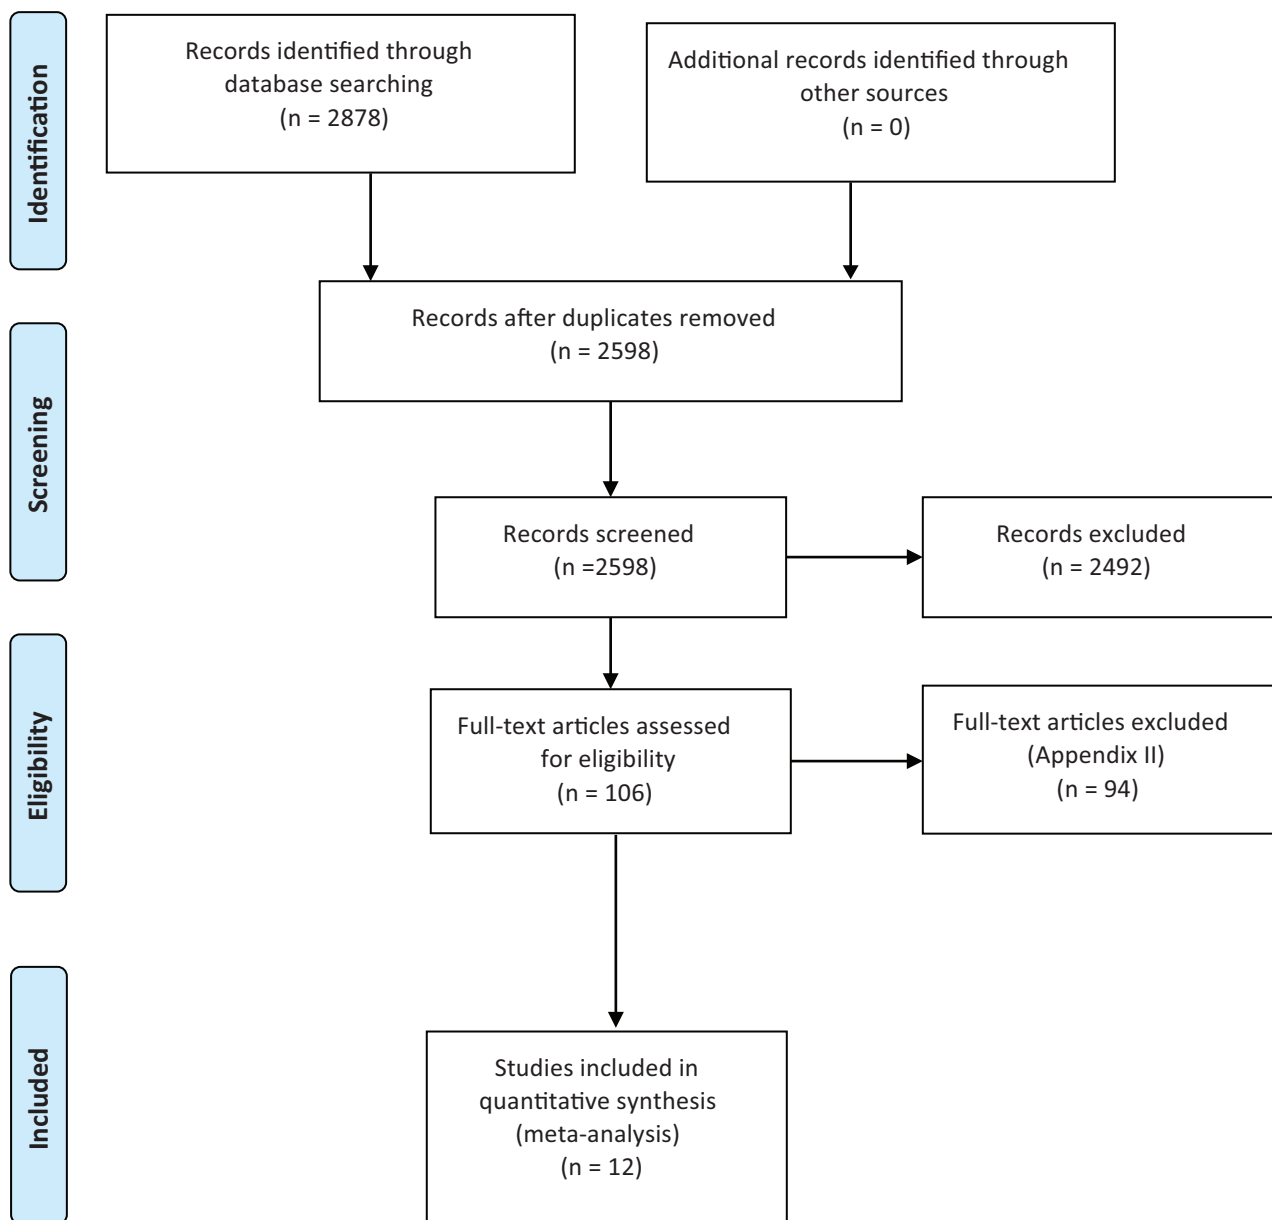 Identification
Records identified through
database searching
(n = 2878)
Additional records identified through
other sources
(n = 0)
Records after duplicates removed
(n = 2598)
Screening
Records screened
(n =2598)
Records excluded
(n = 2492)
Eligibility
Full-text articles assessed
for eligibility
(n = 106)
Full-text articles excluded
(Appendix II)
(n = 94)
Included
Studies included in
quantitative synthesis
(meta-analysis)
(n = 12)